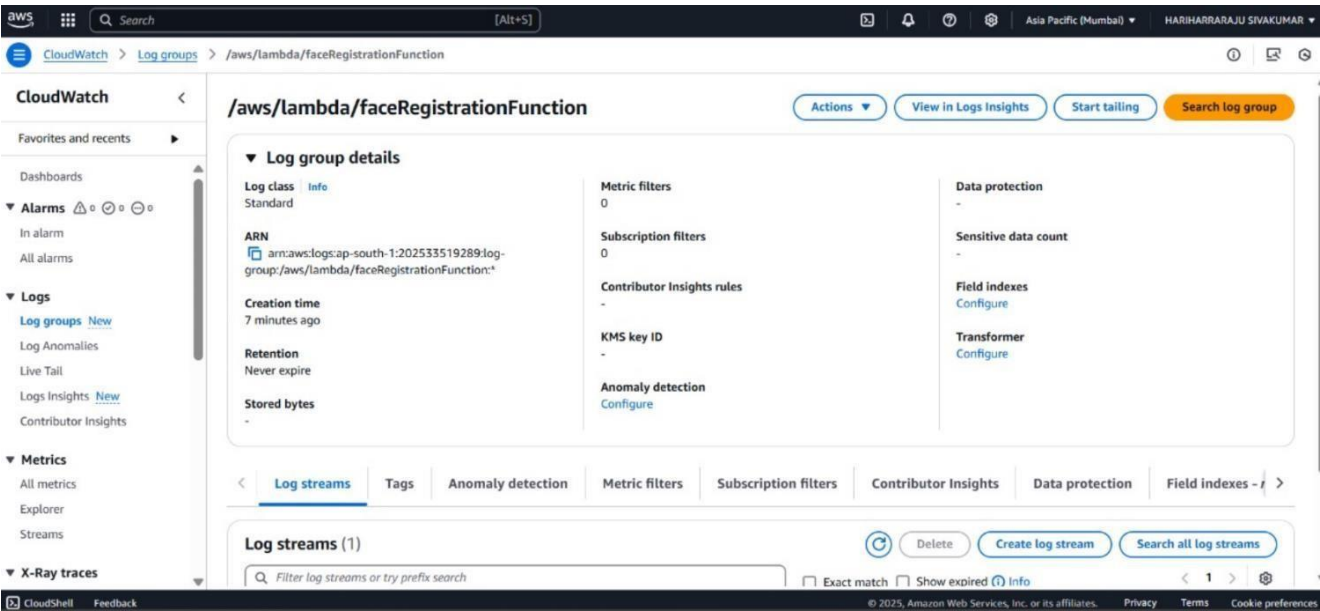 aws Search [Alt+S] Asia Pacific (Mumbai) ▼ HARIHARRARAJU SIVAKUMAR ▼
CloudWatch > Log groups > /aws/lambda/faceRegistrationFunction
CloudWatch
Favorites and recents
Dashboards
Alarms 0 0 0
In alarm
All alarms
Logs
Log groups New
Log Anomalies
Live Tail
Logs Insights New
Contributor Insights
Metrics
All metrics
Explorer
Streams
X-Ray traces
/aws/lambda/faceRegistrationFunction
Actions ▼ View in Logs Insights Start tailing Search log group
Log group details
Log class Info
Standard
ARN
arn:aws:logs:ap-south-1:202533519289:log-
group:/aws/lambda/faceRegistrationFunction:*
Creation time
7 minutes ago
Retention
Never expire
Stored bytes
-
Metric filters
0
Subscription filters
0
Contributor Insights rules
-
KMS key ID
-
Anomaly detection
Configure
Data protection
-
Sensitive data count
-
Field indexes
Configure
Transformer
Configure
Log streams Tags Anomaly detection Metric filters Subscription filters Contributor Insights Data protection Field indexes -
Log streams (1)
Delete Create log stream Search all log streams
Filter log streams or try prefix search
Exact match Show expired Info
< 1 >
CloudShell Feedback © 2025, Amazon Web Services, Inc. or its affiliates. Privacy Terms Cookie preferences